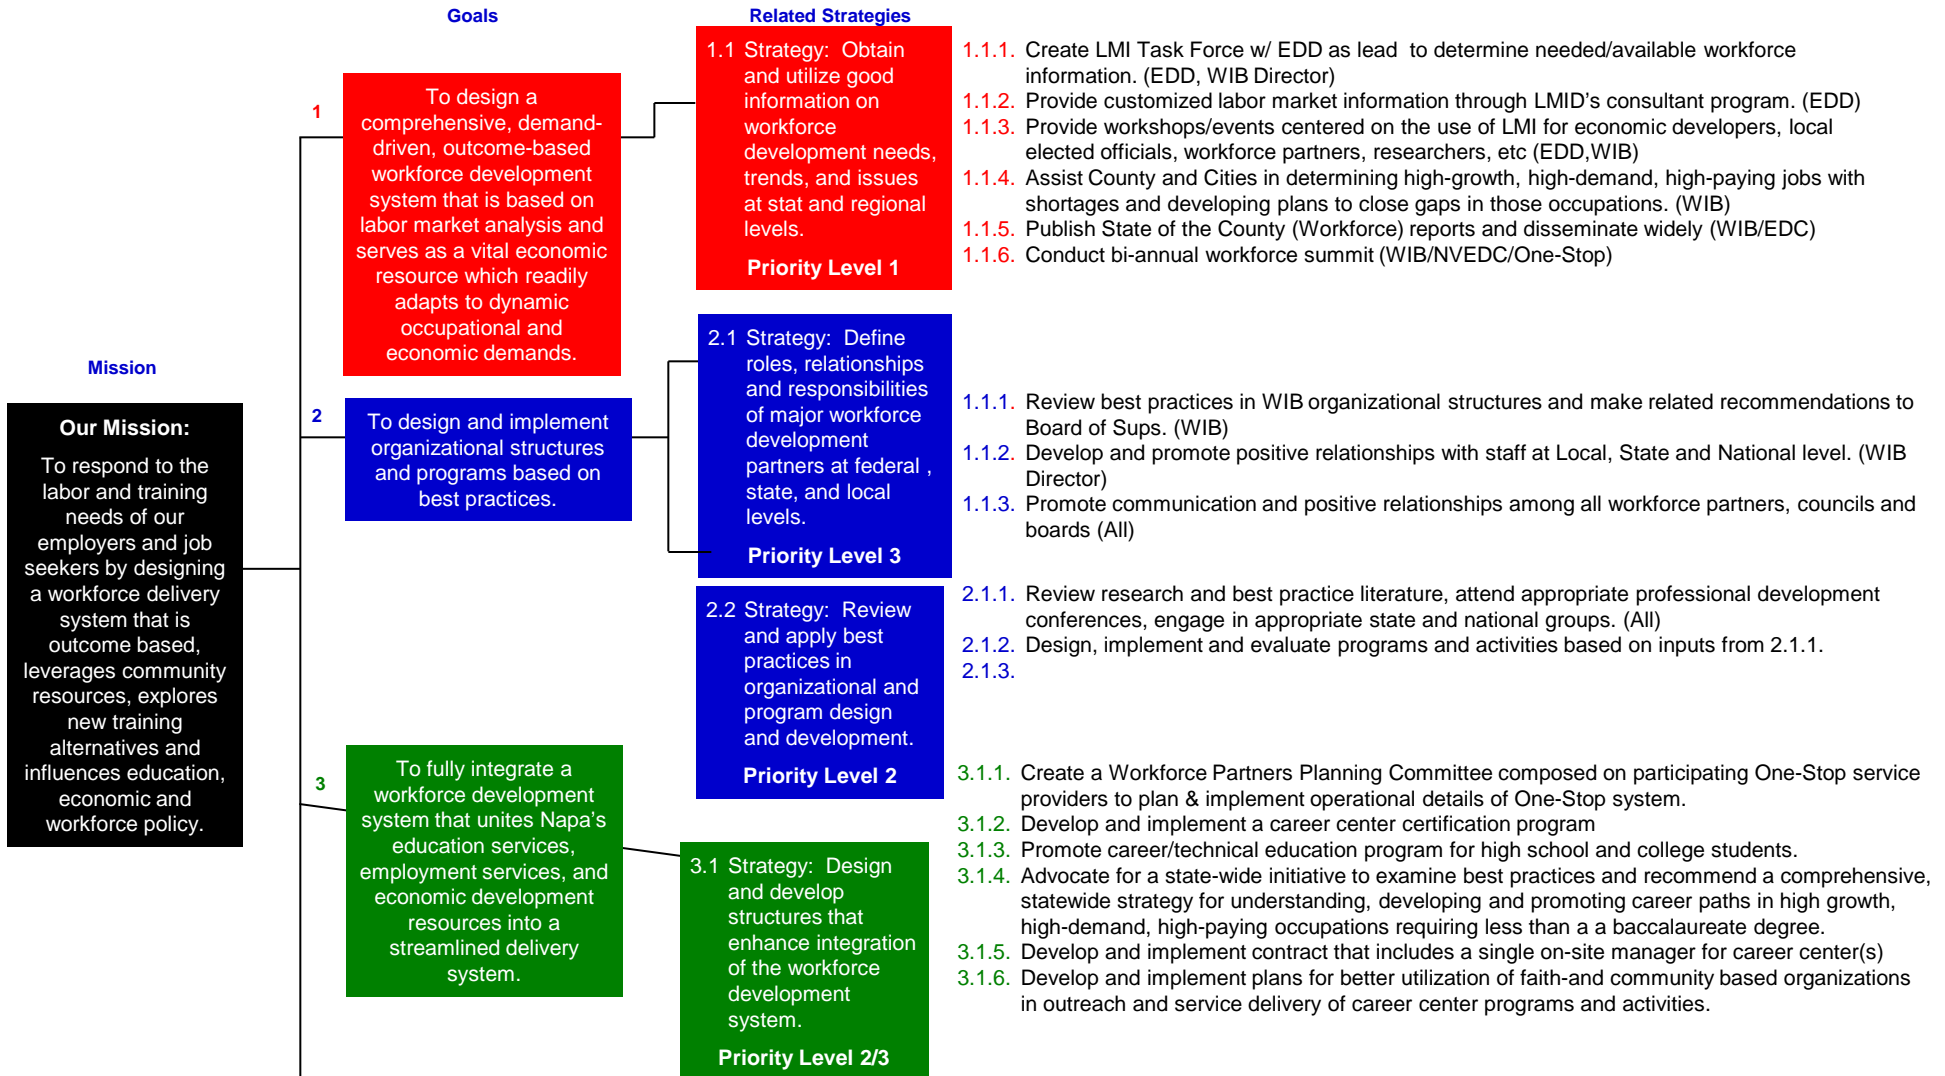 Goals
Related Strategies
Mission
Our Mission:
To respond to the
labor and training
needs of our
employers and job
seekers by designing
a workforce delivery
system that is
outcome based,
leverages community
resources, explores
new training
alternatives and
influences education,
economic and
workforce policy.
1
To design a
comprehensive, demand-
driven, outcome-based
workforce development
system that is based on
labor market analysis and
serves as a vital economic
resource which readily
adapts to dynamic
occupational and
economic demands.
1.1 Strategy: Obtain
and utilize good
information on
workforce
development needs,
trends, and issues
at stat and regional
levels.
Priority Level 1
1.1.1. Create LMI Task Force w/ EDD as lead to determine needed/available workforce
information. (EDD, WIB Director)
1.1.2. Provide customized labor market information through LMID's consultant program. (EDD)
1.1.3. Provide workshops/events centered on the use of LMI for economic developers, local
elected officials, workforce partners, researchers, etc (EDD,WIB)
1.1.4. Assist County and Cities in determining high-growth, high-demand, high-paying jobs with
shortages and developing plans to close gaps in those occupations. (WIB)
1.1.5. Publish State of the County (Workforce) reports and disseminate widely (WIB/EDC)
1.1.6. Conduct bi-annual workforce summit (WIB/NVEDC/One-Stop)
2
To design and implement
organizational structures
and programs based on
best practices.
2.1 Strategy: Define
roles, relationships
and responsibilities
of major workforce
development
partners at federal ,
state, and local
levels.
Priority Level 3
1.1.1. Review best practices in WIB organizational structures and make related recommendations to
Board of Sups. (WIB)
1.1.2. Develop and promote positive relationships with staff at Local, State and National level. (WIB
Director)
1.1.3. Promote communication and positive relationships among all workforce partners, councils and
boards (All)
2.2 Strategy: Review
and apply best
practices in
organizational and
program design
and development.
Priority Level 2
2.1.1. Review research and best practice literature, attend appropriate professional development
conferences, engage in appropriate state and national groups. (All)
2.1.2. Design, implement and evaluate programs and activities based on inputs from 2.1.1.
2.1.3.
3
To fully integrate a
workforce development
system that unites Napa's
education services,
employment services, and
economic development
resources into a
streamlined delivery
system.
3.1 Strategy: Design
and develop
structures that
enhance integration
of the workforce
development
system.
Priority Level 2/3
3.1.1. Create a Workforce Partners Planning Committee composed on participating One-Stop service
providers to plan & implement operational details of One-Stop system.
3.1.2. Develop and implement a career center certification program
3.1.3. Promote career/technical education program for high school and college students.
3.1.4. Advocate for a state-wide initiative to examine best practices and recommend a comprehensive,
statewide strategy for understanding, developing and promoting career paths in high growth,
high-demand, high-paying occupations requiring less than a a baccalaureate degree.
3.1.5. Develop and implement contract that includes a single on-site manager for career center(s)
3.1.6. Develop and implement plans for better utilization of faith-and community based organizations
in outreach and service delivery of career center programs and activities.